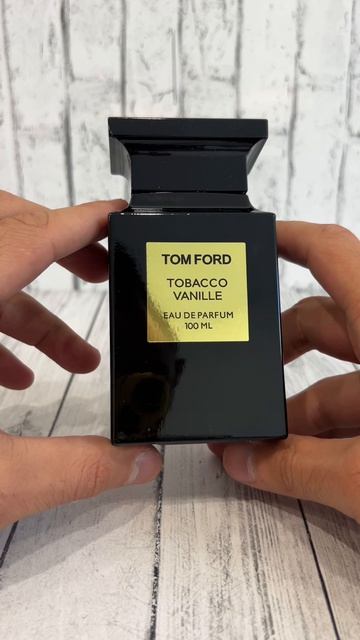 TOM FORD
TOBACCO
VANILLE
EAU DE PARFUM
100 ML